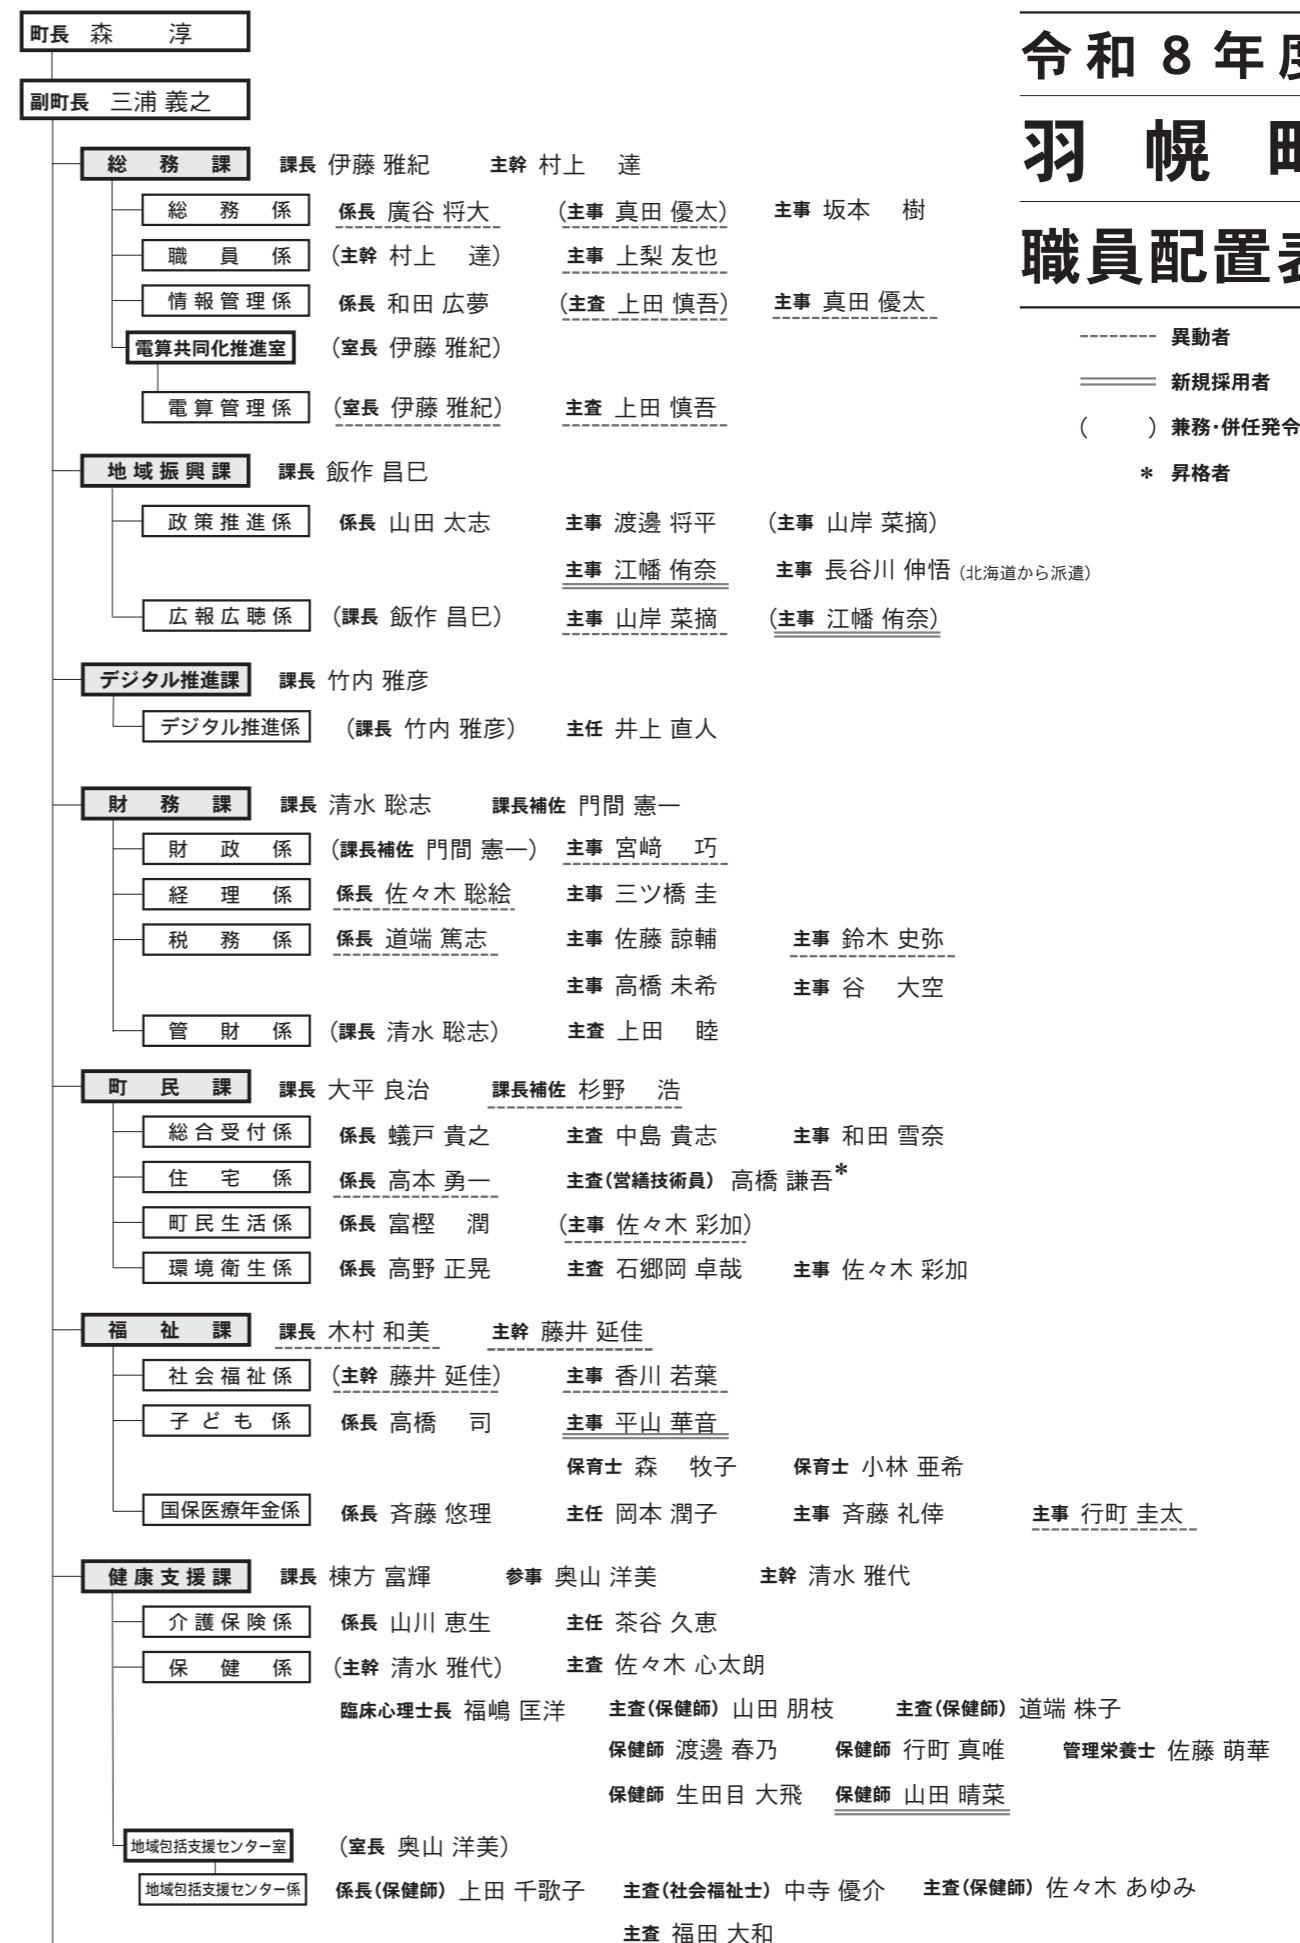 町長 森 淳
副町長 三浦 義之
令和８年度
羽幌町
職員配置表
異動者
新規採用者
（ ）兼務・併任発令
＊ 昇格者
総務課 課長 伊藤 雅紀 主幹 村上 達
総務係 係長 廣谷 将大 （主事 真田 優太） 主事 坂本 樹
職員係 （主幹 村上 達） 主事 上梨 友也
情報管理係 係長 和田 広夢 （主査 上田 慎吾） 主事 真田 優太
電算共同化推進室 （室長 伊藤 雅紀）
電算管理係 （室長 伊藤 雅紀） 主査 上田 慎吾
地域振興課 課長 飯作 昌巳
政策推進係 係長 山田 太志 主事 渡邊 将平 （主事 山岸 菜摘）
主事 江幡 侑奈 主事 長谷川 伸悟（北海道から派遣）
広報広聴係 （課長 飯作 昌巳） 主事 山岸 菜摘 （主事 江幡 侑奈）
デジタル推進課 課長 竹内 雅彦
デジタル推進係 （課長 竹内 雅彦） 主任 井上 直人
財務課 課長 清水 聡志 課長補佐 門間 憲一
財政係 （課長補佐 門間 憲一） 主事 宮﨑 巧
経理係 係長 佐々木 聡絵 主事 三ツ橋 圭
税務係 係長 道端 篤志 主事 佐藤 諒輔 主事 鈴木 史弥
主事 高橋 未希 主事 谷 大空
管財係 （課長 清水 聡志） 主査 上田 睦
町民課 課長 大平 良治 課長補佐 杉野 浩
総合受付係 係長 蟻戸 貴之 主査 中島 貴志 主事 和田 雪奈
住宅係 係長 高本 勇一 主査（営繕技術員） 高橋 謙吾＊
町民生活係 係長 富樫 潤 （主事 佐々木 彩加）
環境衛生係 係長 高野 正晃 主査 石郷岡 卓哉 主事 佐々木 彩加
福祉課 課長 木村 和美 主幹 藤井 延佳
社会福祉係 （主幹 藤井 延佳） 主事 香川 若葉
子ども係 係長 高橋 司 主事 平山 華音
保育士 森 牧子 保育士 小林 亜希
国保医療年金係 係長 斉藤 悠理 主任 岡本 潤子 主事 斉藤 礼倖 主事 行町 圭太
健康支援課 課長 棟方 富輝 参事 奥山 洋美 主幹 清水 雅代
介護保険係 係長 山川 恵生 主任 茶谷 久恵
保健係 （主幹 清水 雅代） 主査 佐々木 心太朗
臨床心理士長 福嶋 匡洋 主査（保健師） 山田 朋枝 主査（保健師） 道端 株子
保健師 渡邊 春乃 保健師 行町 真唯 管理栄養士 佐藤 萌華
保健師 生田目 大飛 保健師 山田 晴菜
地域包括支援センター室 （室長 奥山 洋美）
地域包括支援センター係 係長（保健師） 上田 千歌子 主査（社会福祉士） 中寺 優介 主査（保健師） 佐々木 あゆみ
主査 福田 大和